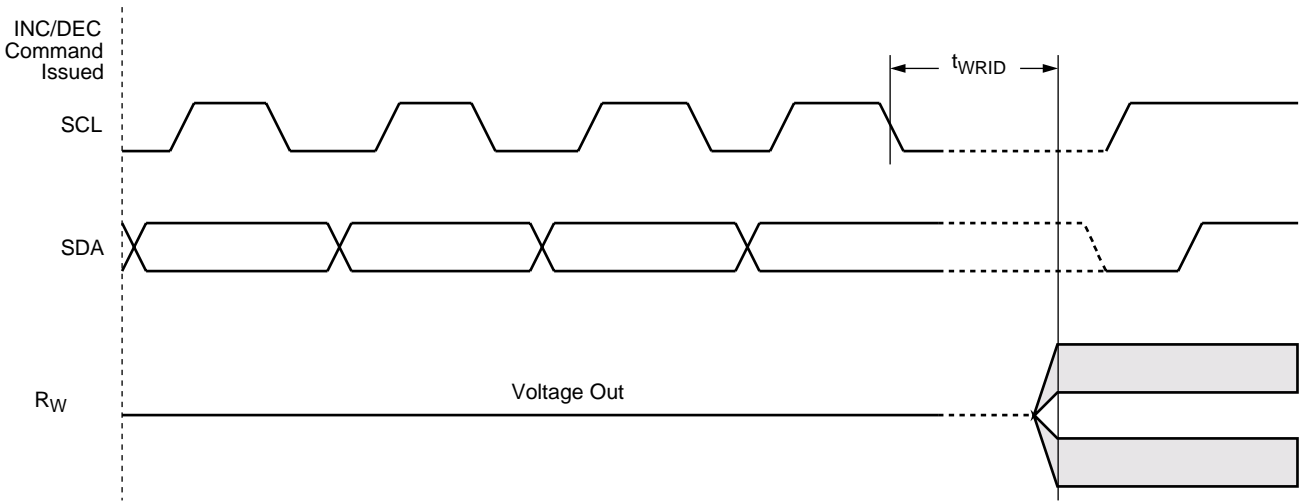 INC/DEC
Command
Issued
tWRID
SCL
SDA
Voltage Out
RW